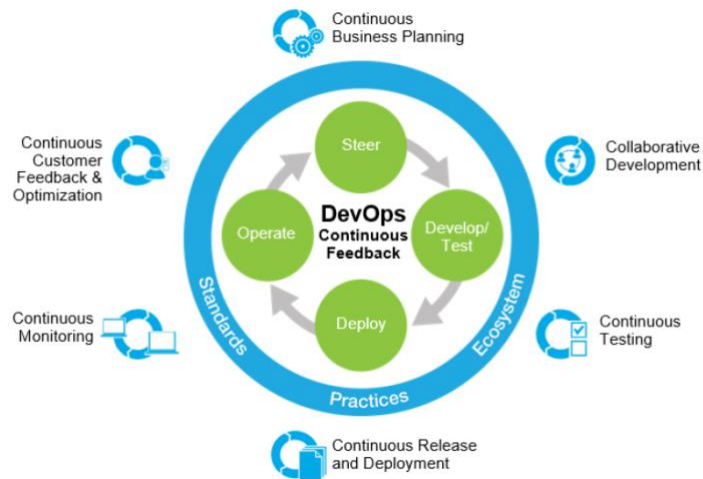 Continuous
Business Planning
Continuous
Customer
Feedback &
Optimization
Collaborative
Development
Steer
Operate
DevOps
Continuous
Feedback
Develop/
Test
Deploy
Standards
Practices
Ecosystem
Continuous
Monitoring
Continuous
Testing
Continuous Release
and Deployment